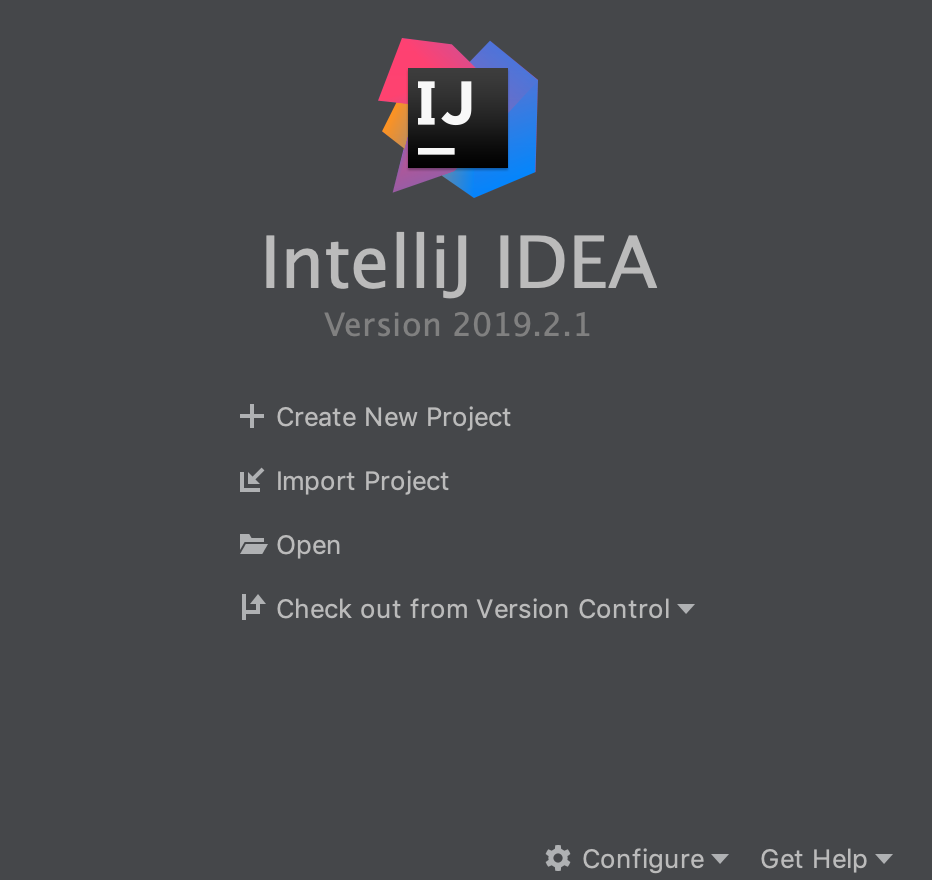 IJ
IntelliJ IDEA
Version 2019.2.1
Create New Project
Import Project
Open
Check out from Version Control
Configure
Get Help